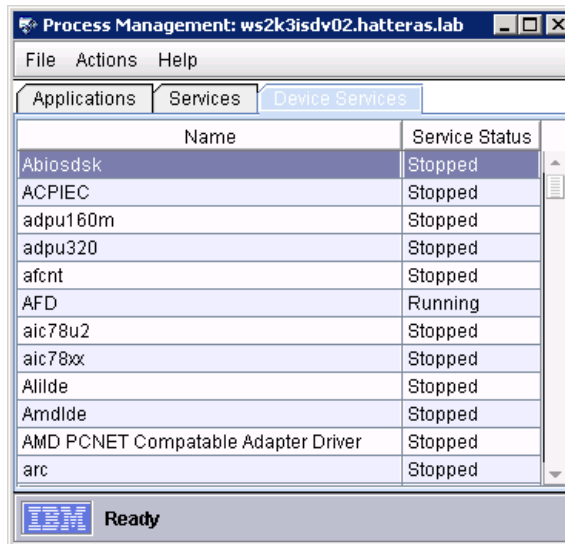 Process Management: ws2k3isdv02.hatteras.lab
File Actions Help
Applications Services Device Services
Name Service Status
Abiosdsk Stopped
ACPIEC Stopped
adpu160m Stopped
adpu320 Stopped
afcnt Stopped
AFD Running
aic78u2 Stopped
aic78xx Stopped
AliIde Stopped
AmdIde Stopped
AMD PCNET Compatable Adapter Driver Stopped
arc Stopped
IBM Ready